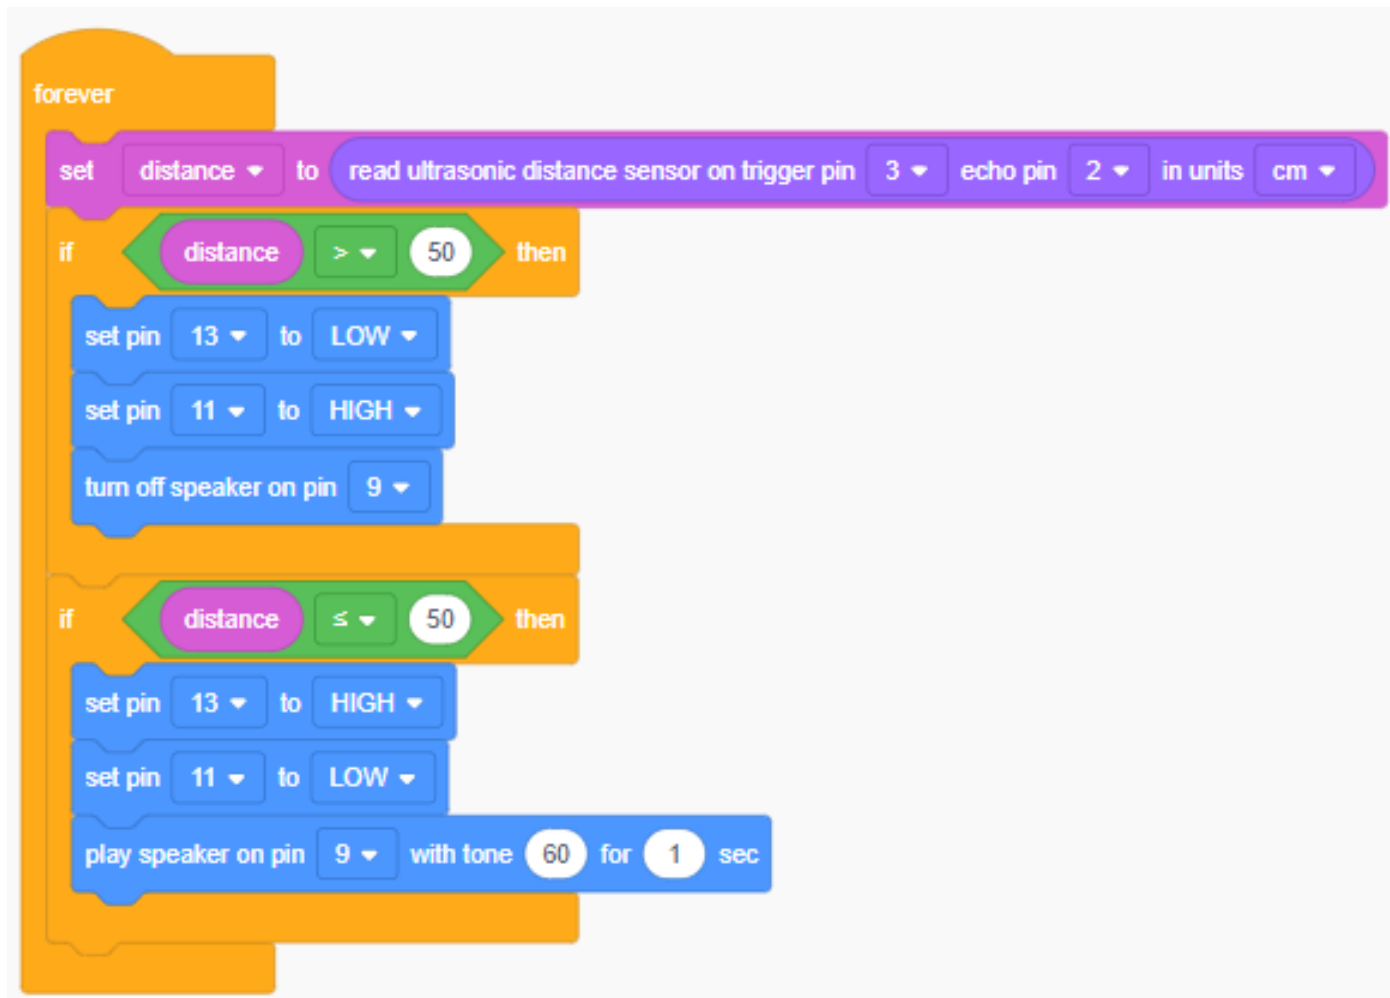 forever
set distance to read ultrasonic distance sensor on trigger pin 3 echo pin 2 in units cm
if distance > 50 then
set pin 13 to LOW
set pin 11 to HIGH
turn off speaker on pin 9
if distance ≤ 50 then
set pin 13 to HIGH
set pin 11 to LOW
play speaker on pin 9 with tone 60 for 1 sec